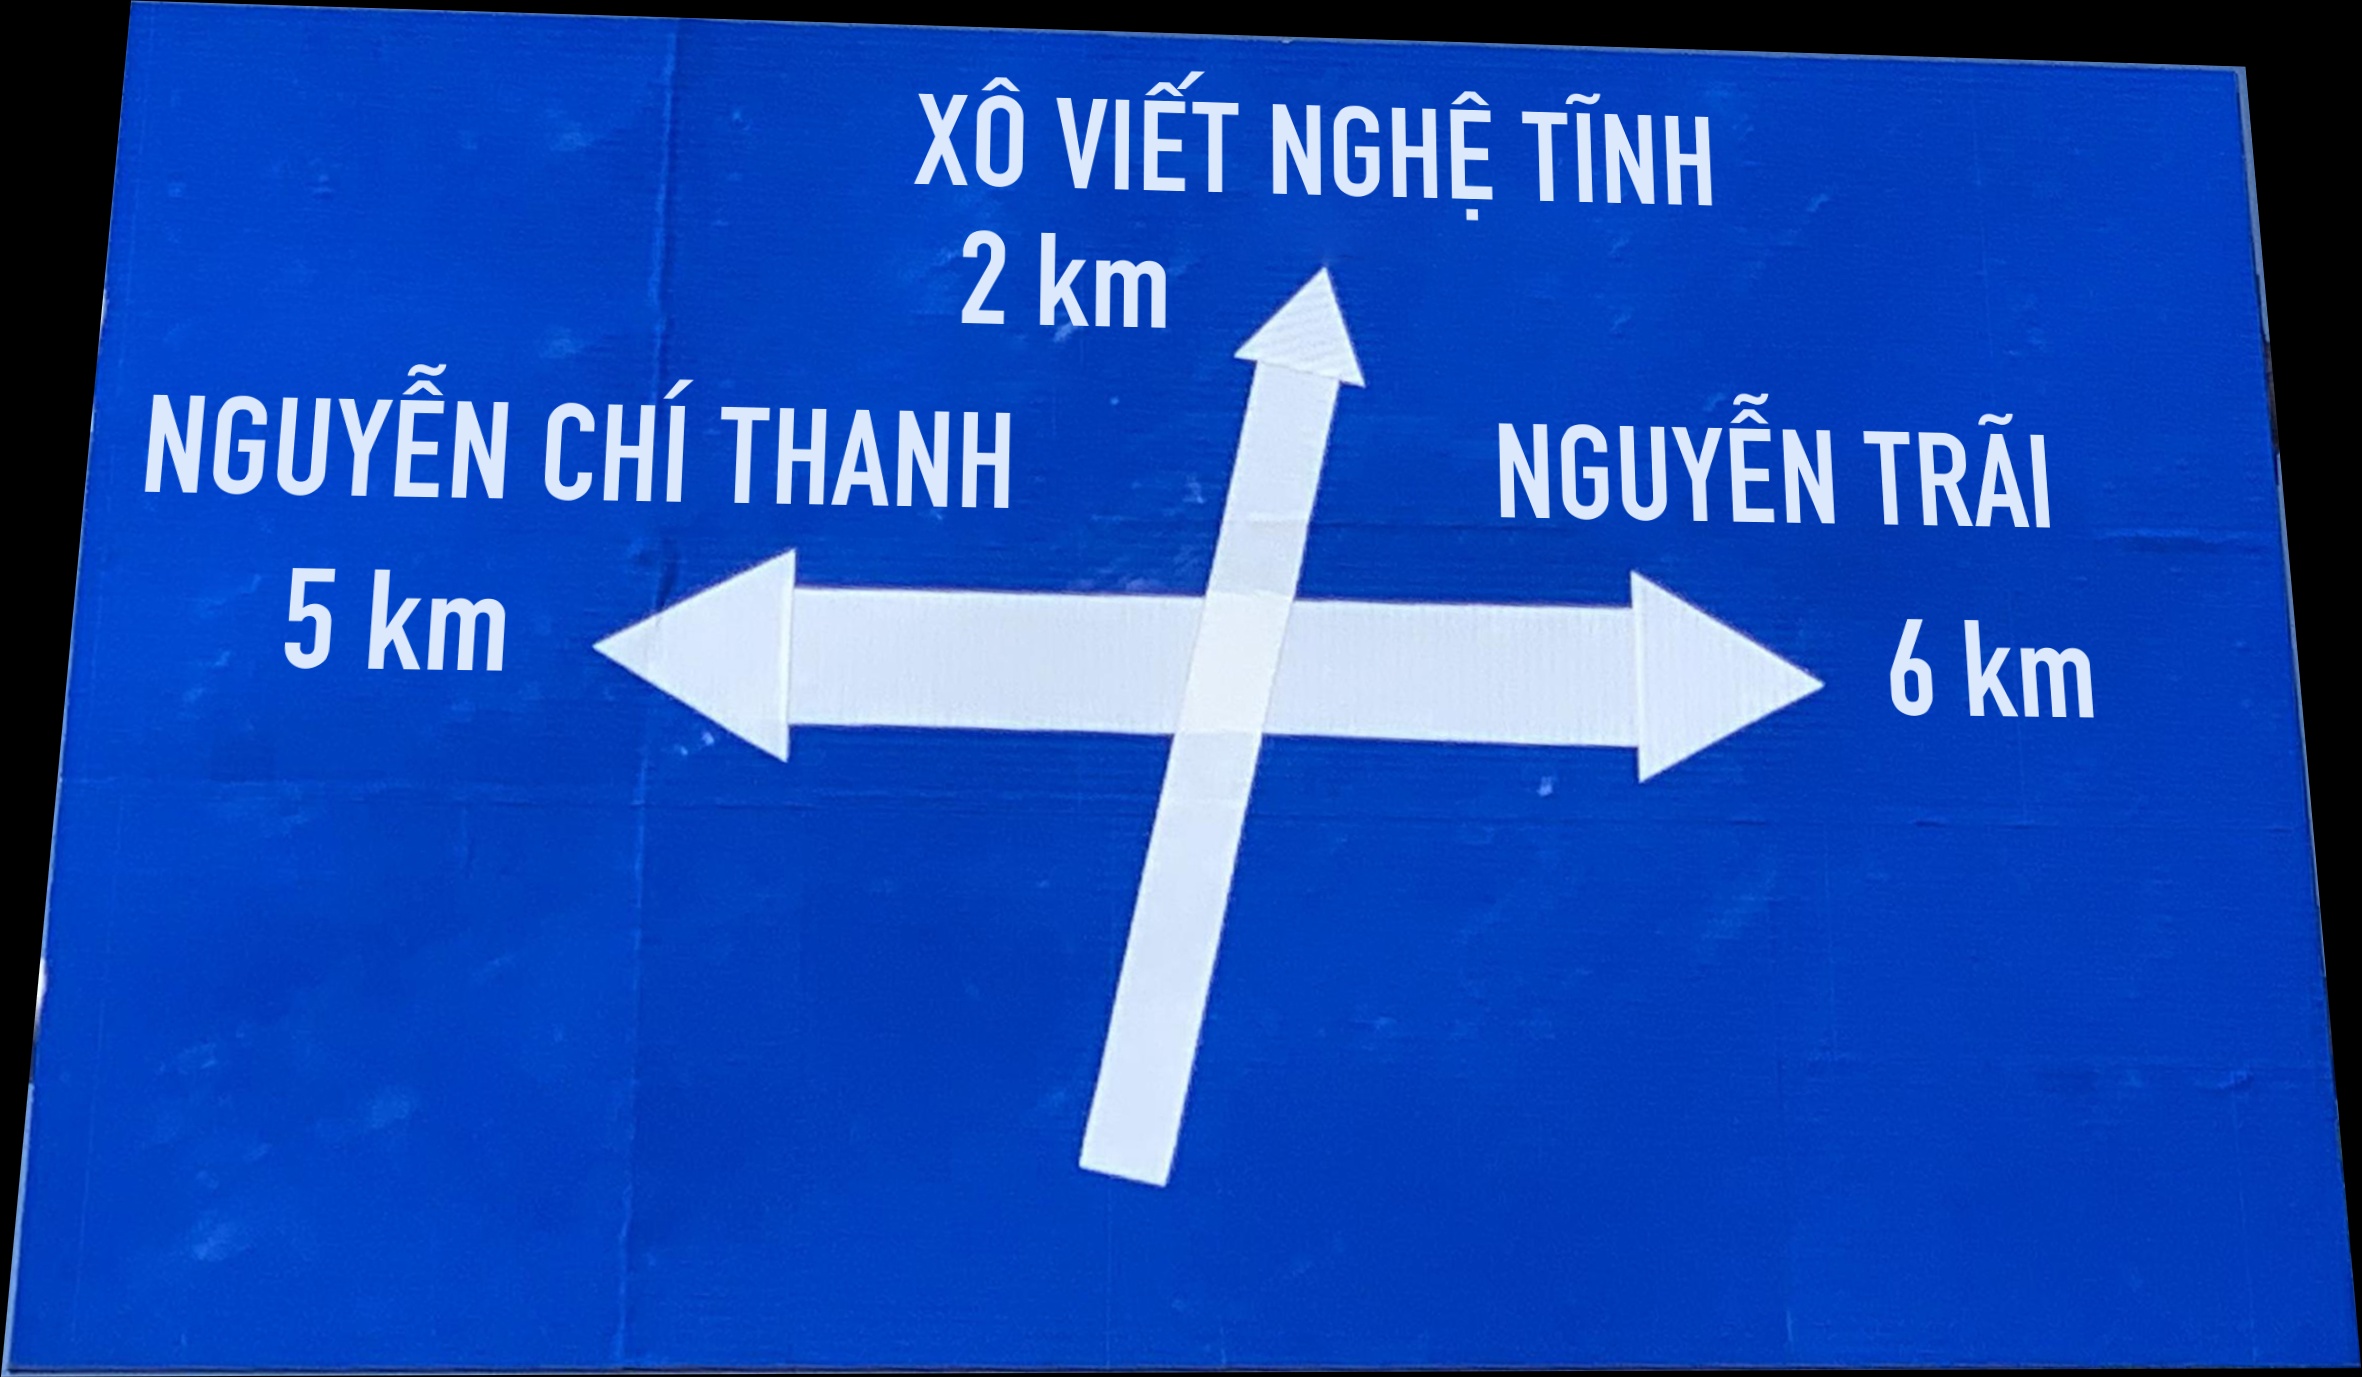 XÔ VIẾT NGHỆ TĨNH
2 km
NGUYỄN CHÍ THANH
5 km
NGUYỄN TRÃI
6 km